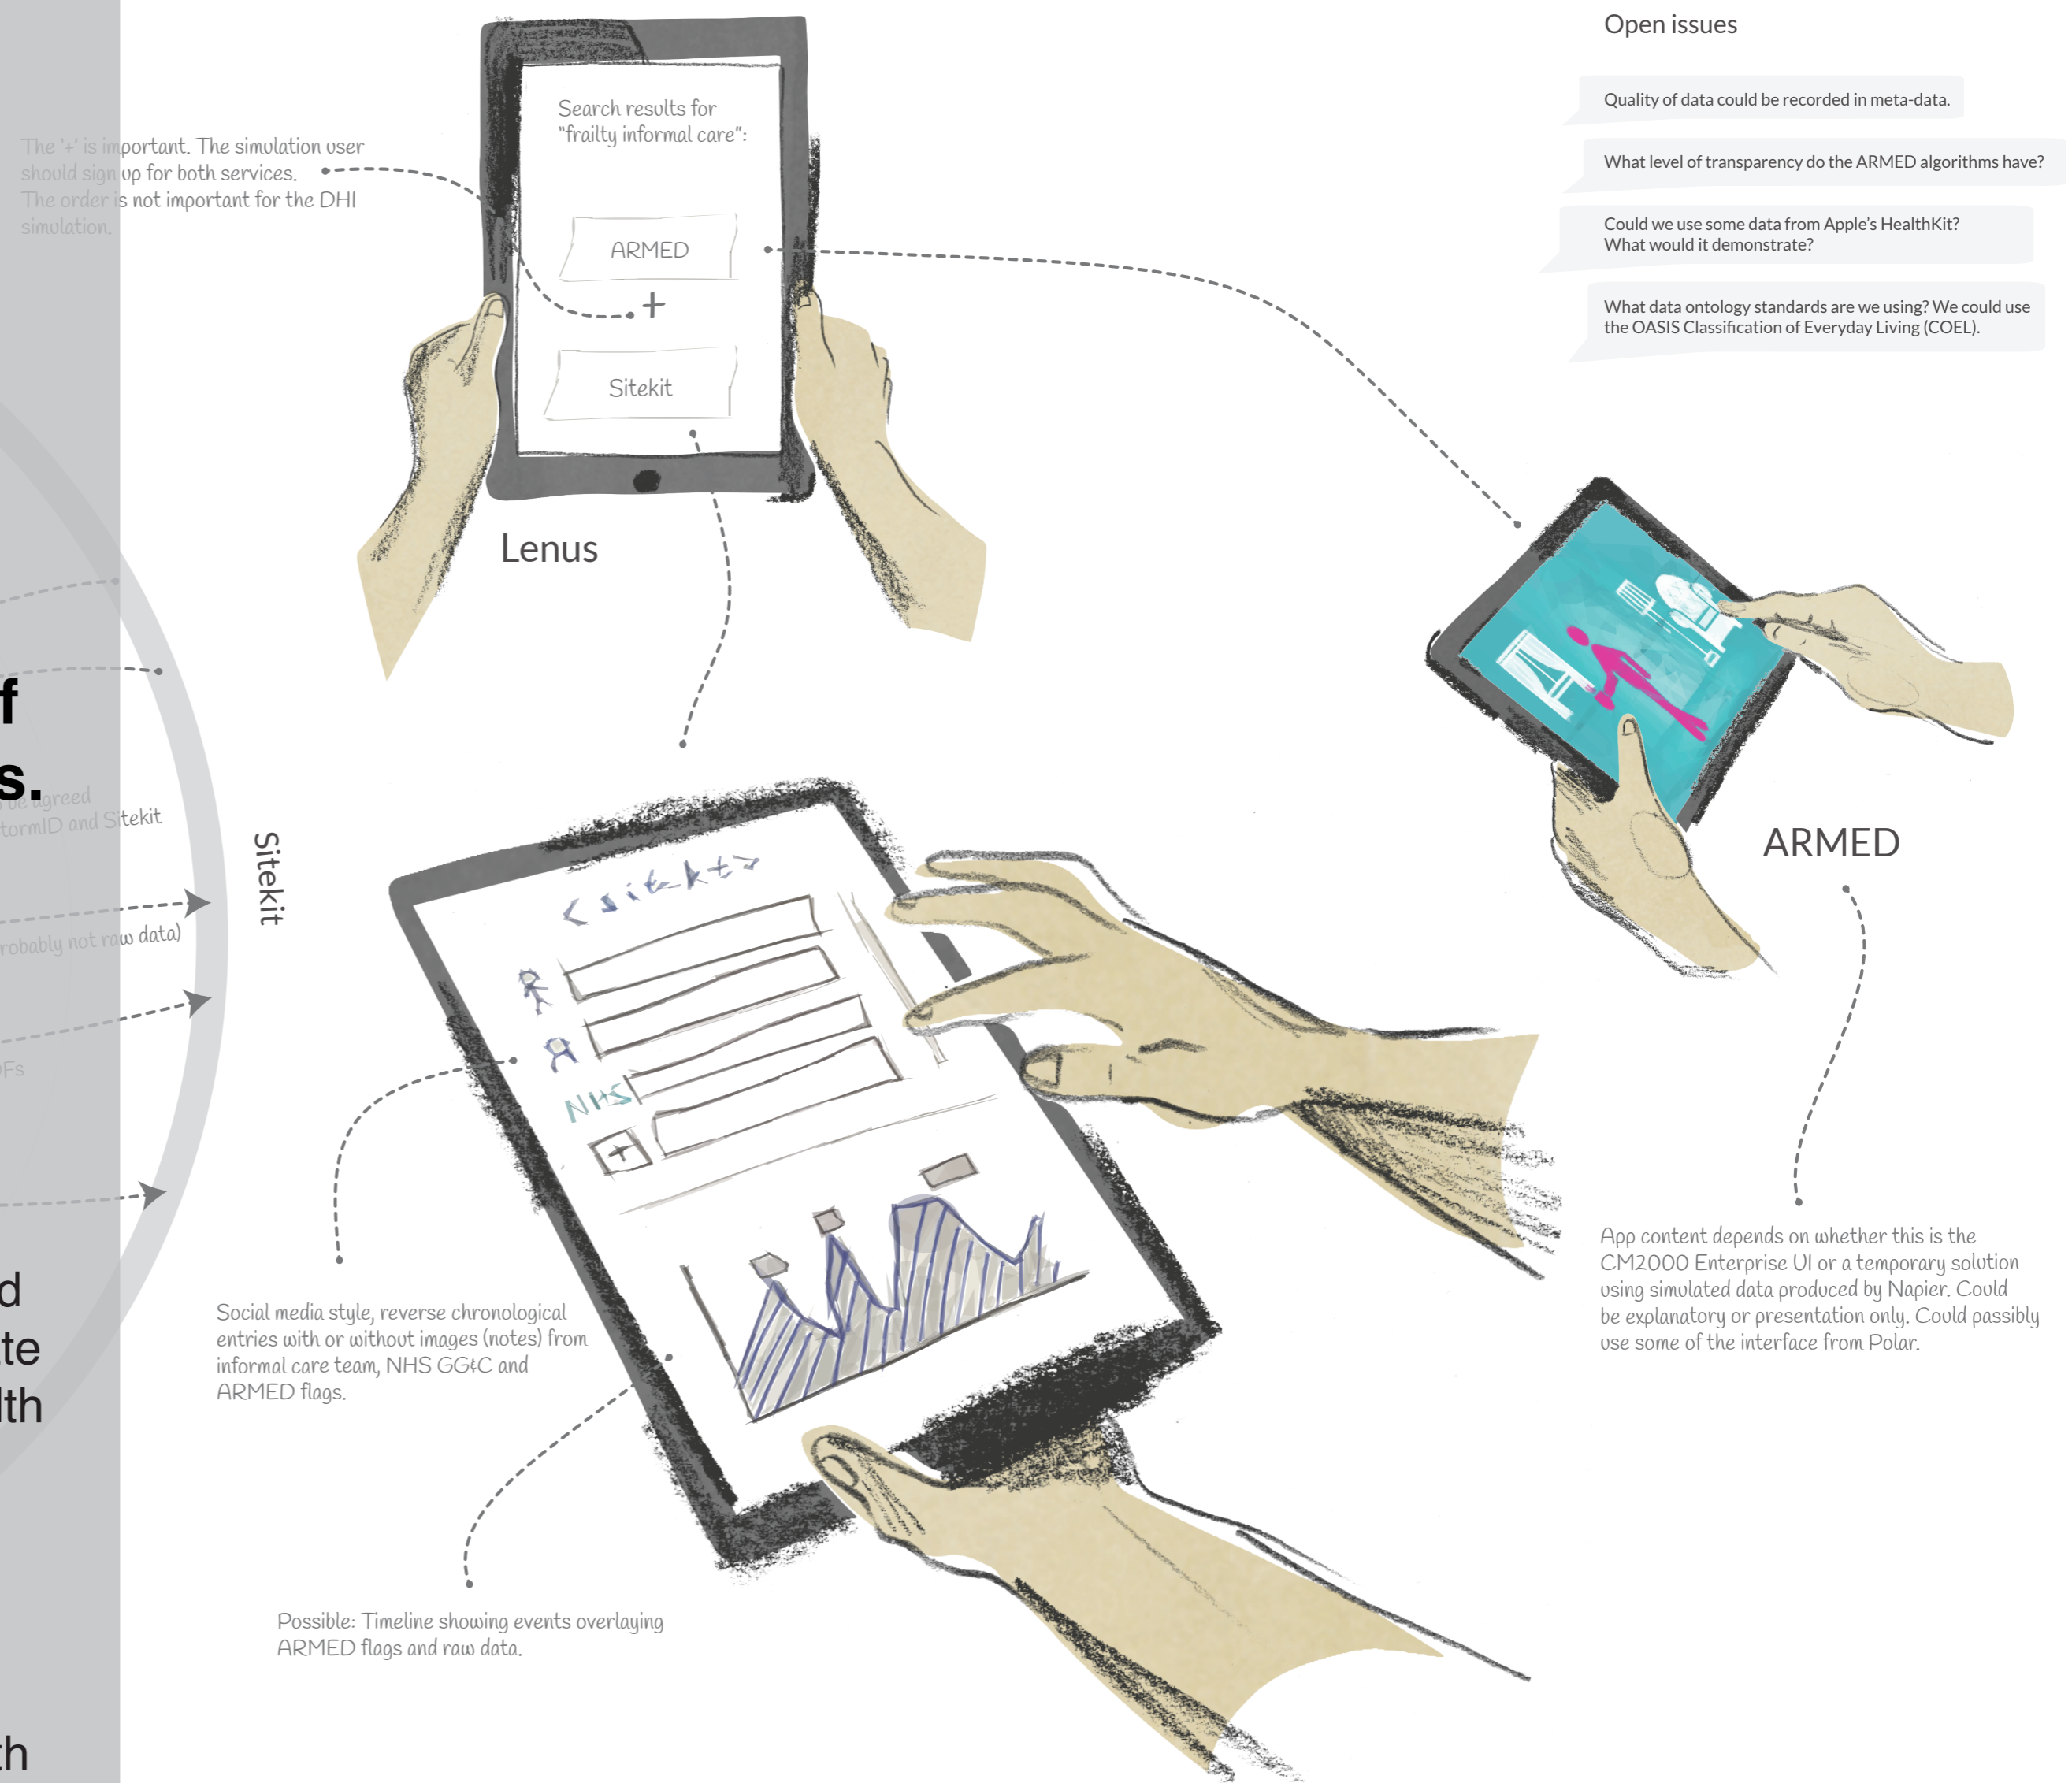 The '+' is important. The simulation user
should sign up for both services.
The order is not important for the DHI
simulation.
Search results for
"frailty informal care":
ARMED
+
Sitekit
Lenus
Open issues
Quality of data could be recorded in meta-data.
What level of transparency do the ARMED algorithms have?
Could we use some data from Apple's HealthKit?
What would it demonstrate?
What data ontology standards are we using? We could use
the OASIS Classification of Everyday Living (COEL).
ARMED
App content depends on whether this is the
CM2000 Enterprise UI or a temporary solution
using simulated data produced by Napier. Could
be explanatory or presentation only. Could passibly
use some of the interface from Polar.
f
s.
be agreed
tormID and Sitekit
robably not raw data)
Fs
d
te
lth
th
Sitekit
<sitekt>
NHS
+
Social media style, reverse chronological
entries with or without images (notes) from
informal care team, NHS GG&C and
ARMED flags.
Possible: Timeline showing events overlaying
ARMED flags and raw data.